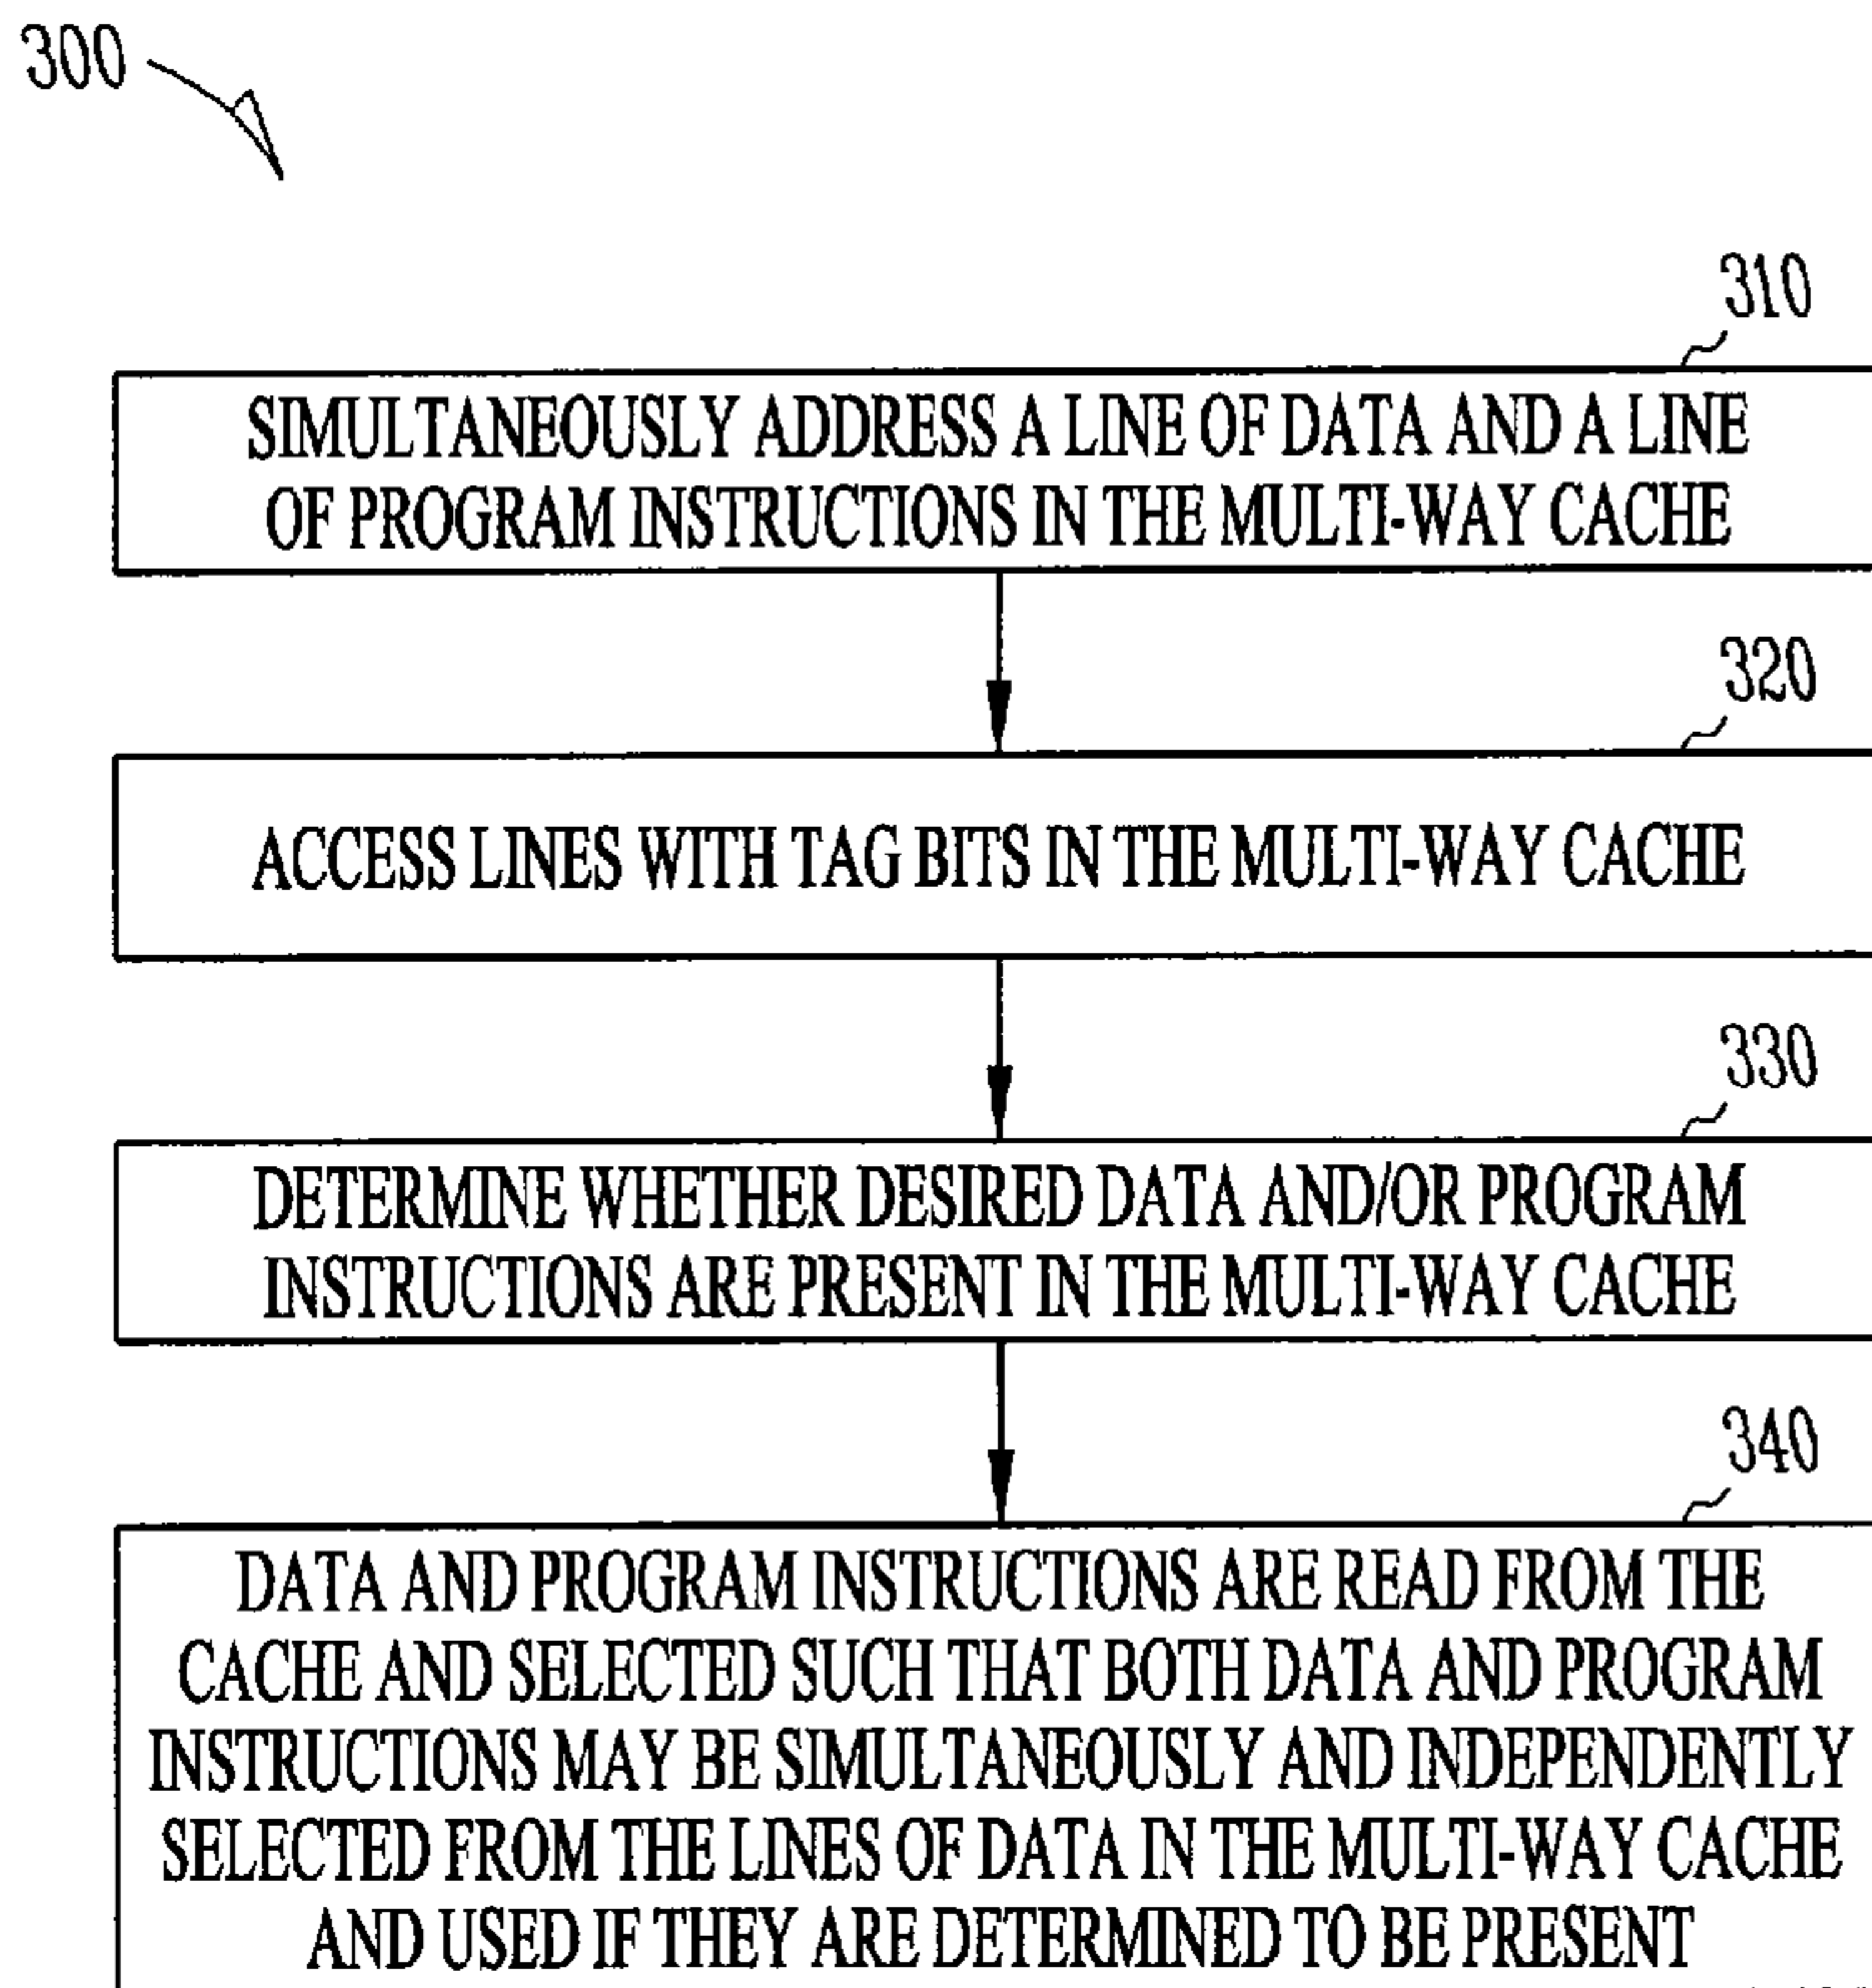 300
310
SIMULTANEOUSLY ADDRESS A LINE OF DATA AND A LINE
OF PROGRAM INSTRUCTIONS IN THE MULTI-WAY CACHE
320
ACCESS LINES WITH TAG BITS IN THE MULTI-WAY CACHE
330
DETERMINE WHETHER DESIRED DATA AND/OR PROGRAM
INSTRUCTIONS ARE PRESENT IN THE MULTI-WAY CACHE
340
DATA AND PROGRAM INSTRUCTIONS ARE READ FROM THE
CACHE AND SELECTED SUCH THAT BOTH DATA AND PROGRAM
INSTRUCTIONS MAY BE SIMULTANEOUSLY AND INDEPENDENTLY
SELECTED FROM THE LINES OF DATA IN THE MULTI-WAY CACHE
AND USED IF THEY ARE DETERMINED TO BE PRESENT